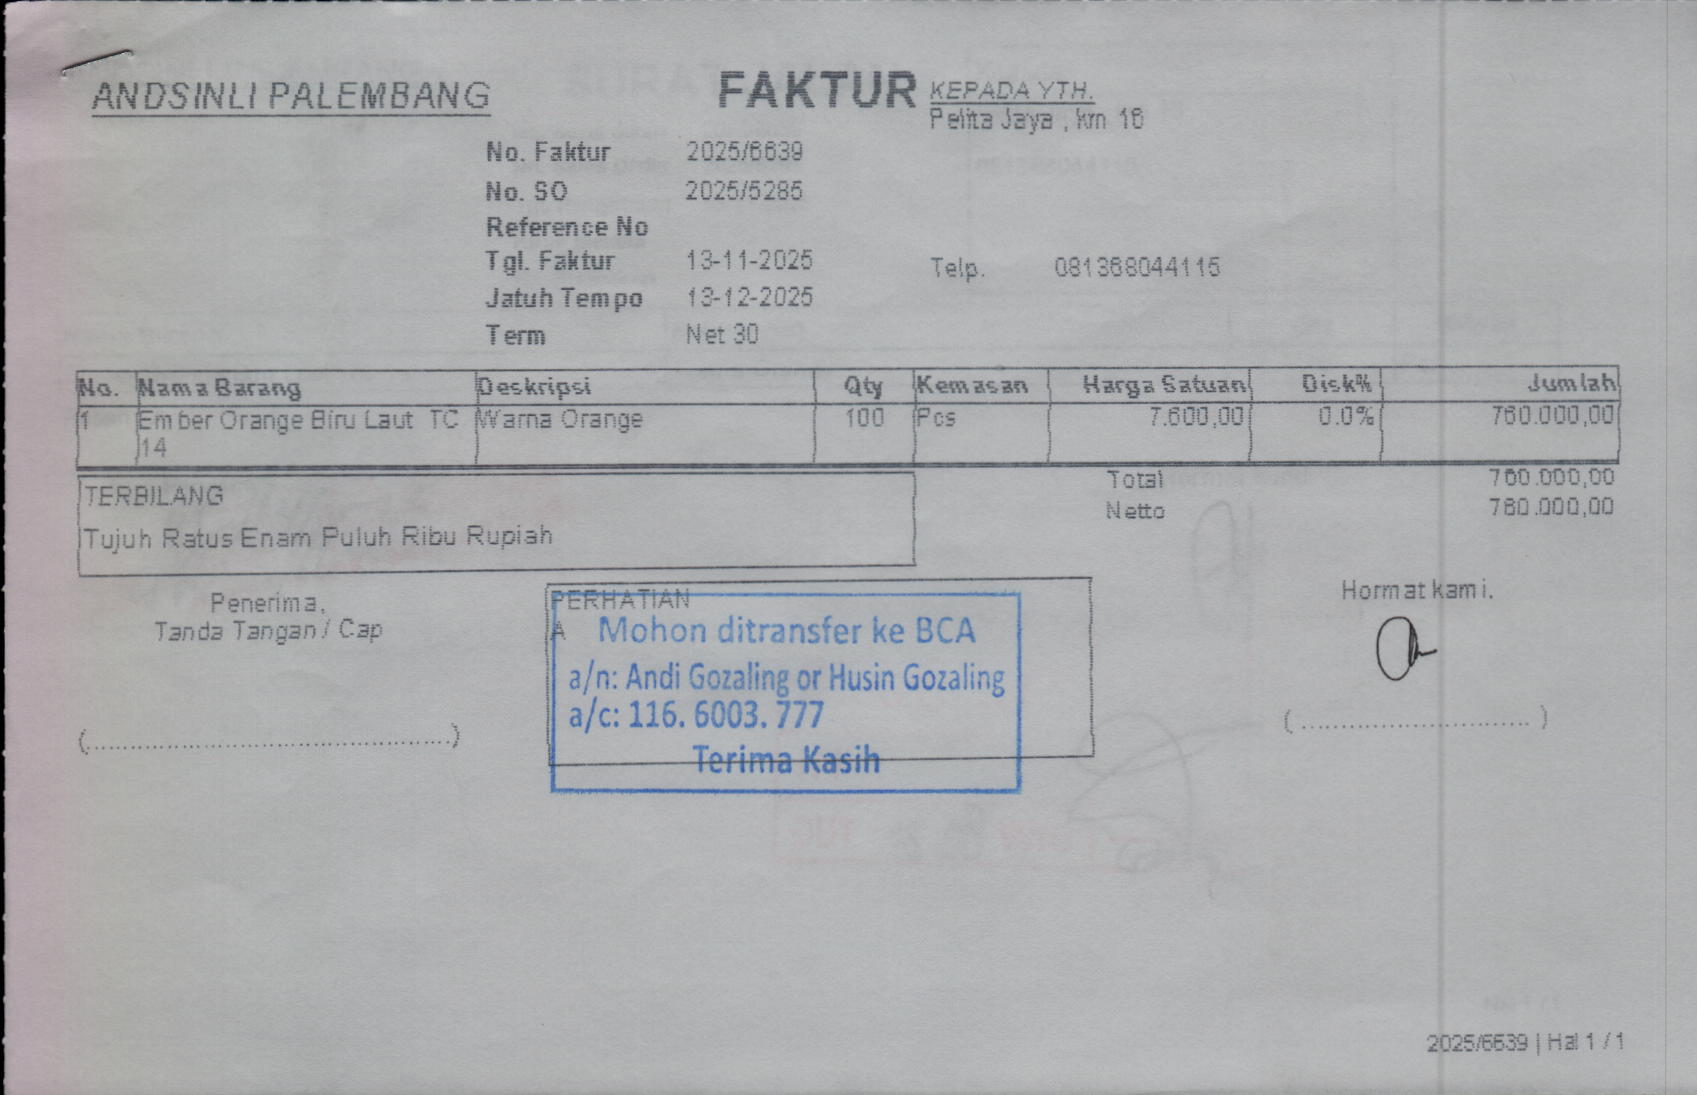 ANDSINLI PALEMBANG
FAKTUR
KEPADA YTH.
Pelita Jaya , km 16
No. Faktur 2025/6639
No. SO 2025/5285
Reference No
Tgl. Faktur 13-11-2025
Telp. 081368044115
Jatuh Tempo 13-12-2025
Term Net 30
No. Nama Barang Deskripsi Qty Kemasan Harga Satuan Disk% Jumlah
1 Ember Orange Biru Laut TC Warna Orange 100 Pcs 7.600,00 0.0% 760.000,00
14
Total 760.000,00
TERBILANG
Netto 760.000,00
Tujuh Ratus Enam Puluh Ribu Rupiah
Penerima,
Tanda Tangan / Cap
PERHATIAN
A
Mohon ditransfer ke BCA
a/n: Andi Gozaling or Husin Gozaling
a/c: 116. 6003. 777
Terima Kasih
Hormat kami.
(................................................)
(..............................)
2025/6639 | Hal 1 / 1